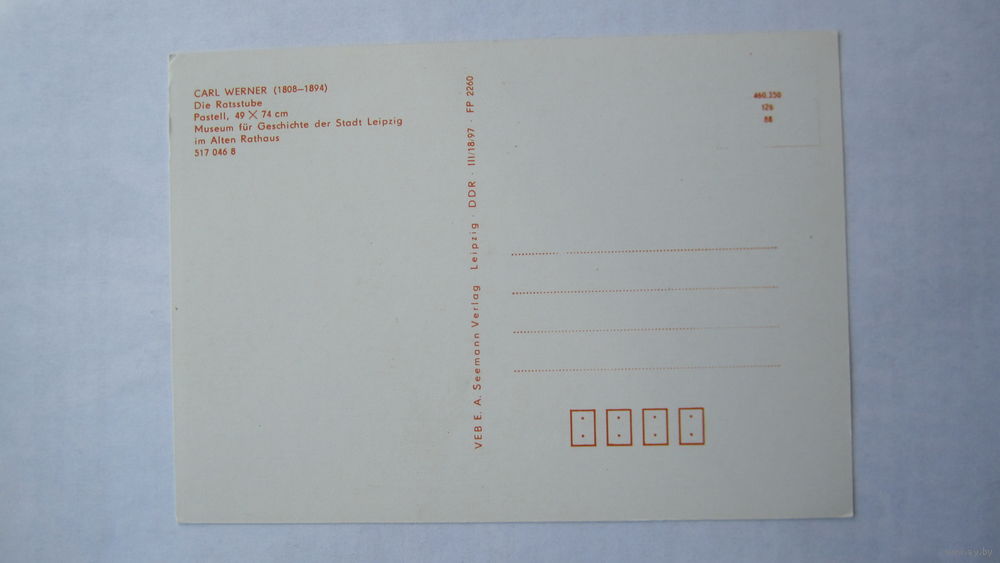 CARL WERNER (1808–1894)
Die Ratsstube
Pastell, 49 × 74 cm
Museum für Geschichte der Stadt Leipzig
im Alten Rathaus
517 046 8
VEB E. A. Seemann Verlag Leipzig · DDR · III/18/97 · FP 2260
460.350
126
88